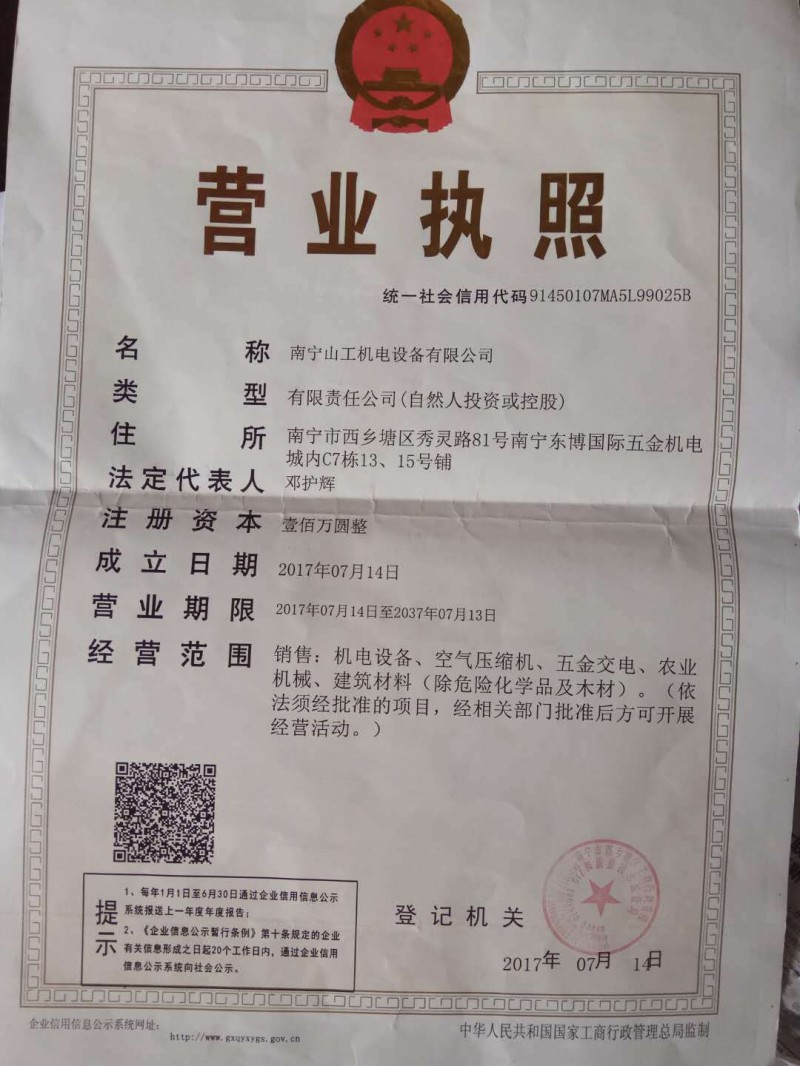 营业执照
统一社会信用代码91450107MA5L99025B
名称 南宁山工机电设备有限公司
类型 有限责任公司(自然人投资或控股)
住所 南宁市西乡塘区秀灵路81号南宁东博国际五金机电
城内C7栋13、15号铺
法定代表人 邓护辉
注册资本 壹佰万圆整
成立日期 2017年07月14日
营业期限 2017年07月14日至2037年07月13日
经营范围 销售：机电设备、空气压缩机、五金交电、农业
机械、建筑材料（除危险化学品及木材）。（依
法须经批准的项目，经相关部门批准后方可开展
经营活动。）
提示
1、每年1月1日至6月30日通过企业信用信息公示
系统报送上一年度年度报告；
2、《企业信息公示暂行条例》第十条规定的企业
有关信息形成之日起20个工作日内，通过企业信用
信息公示系统向社会公示。
登记机关
2017年 07月 14日
企业信用信息公示系统网址：
http://www.gxqyxygs.gov.cn
中华人民共和国国家工商行政管理总局监制